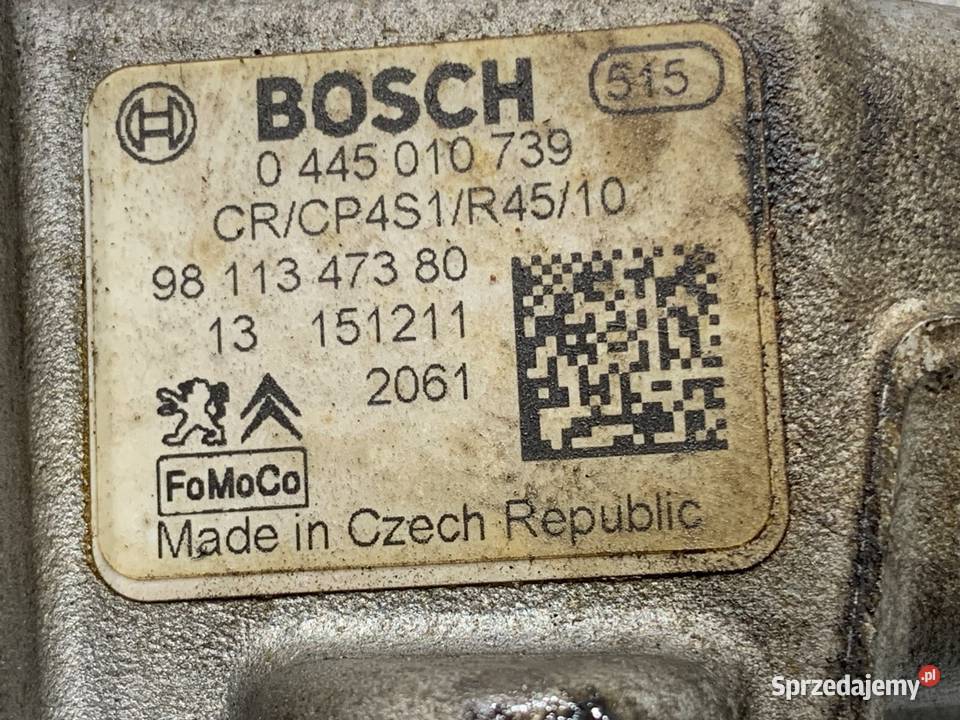 BOSCH 515
0 445 010 739
CR/CP4S1/R45/10
98 113 473 80
13 151211
2061
FoMoCo
Made in Czech Republic
Sprzedajemy.pl